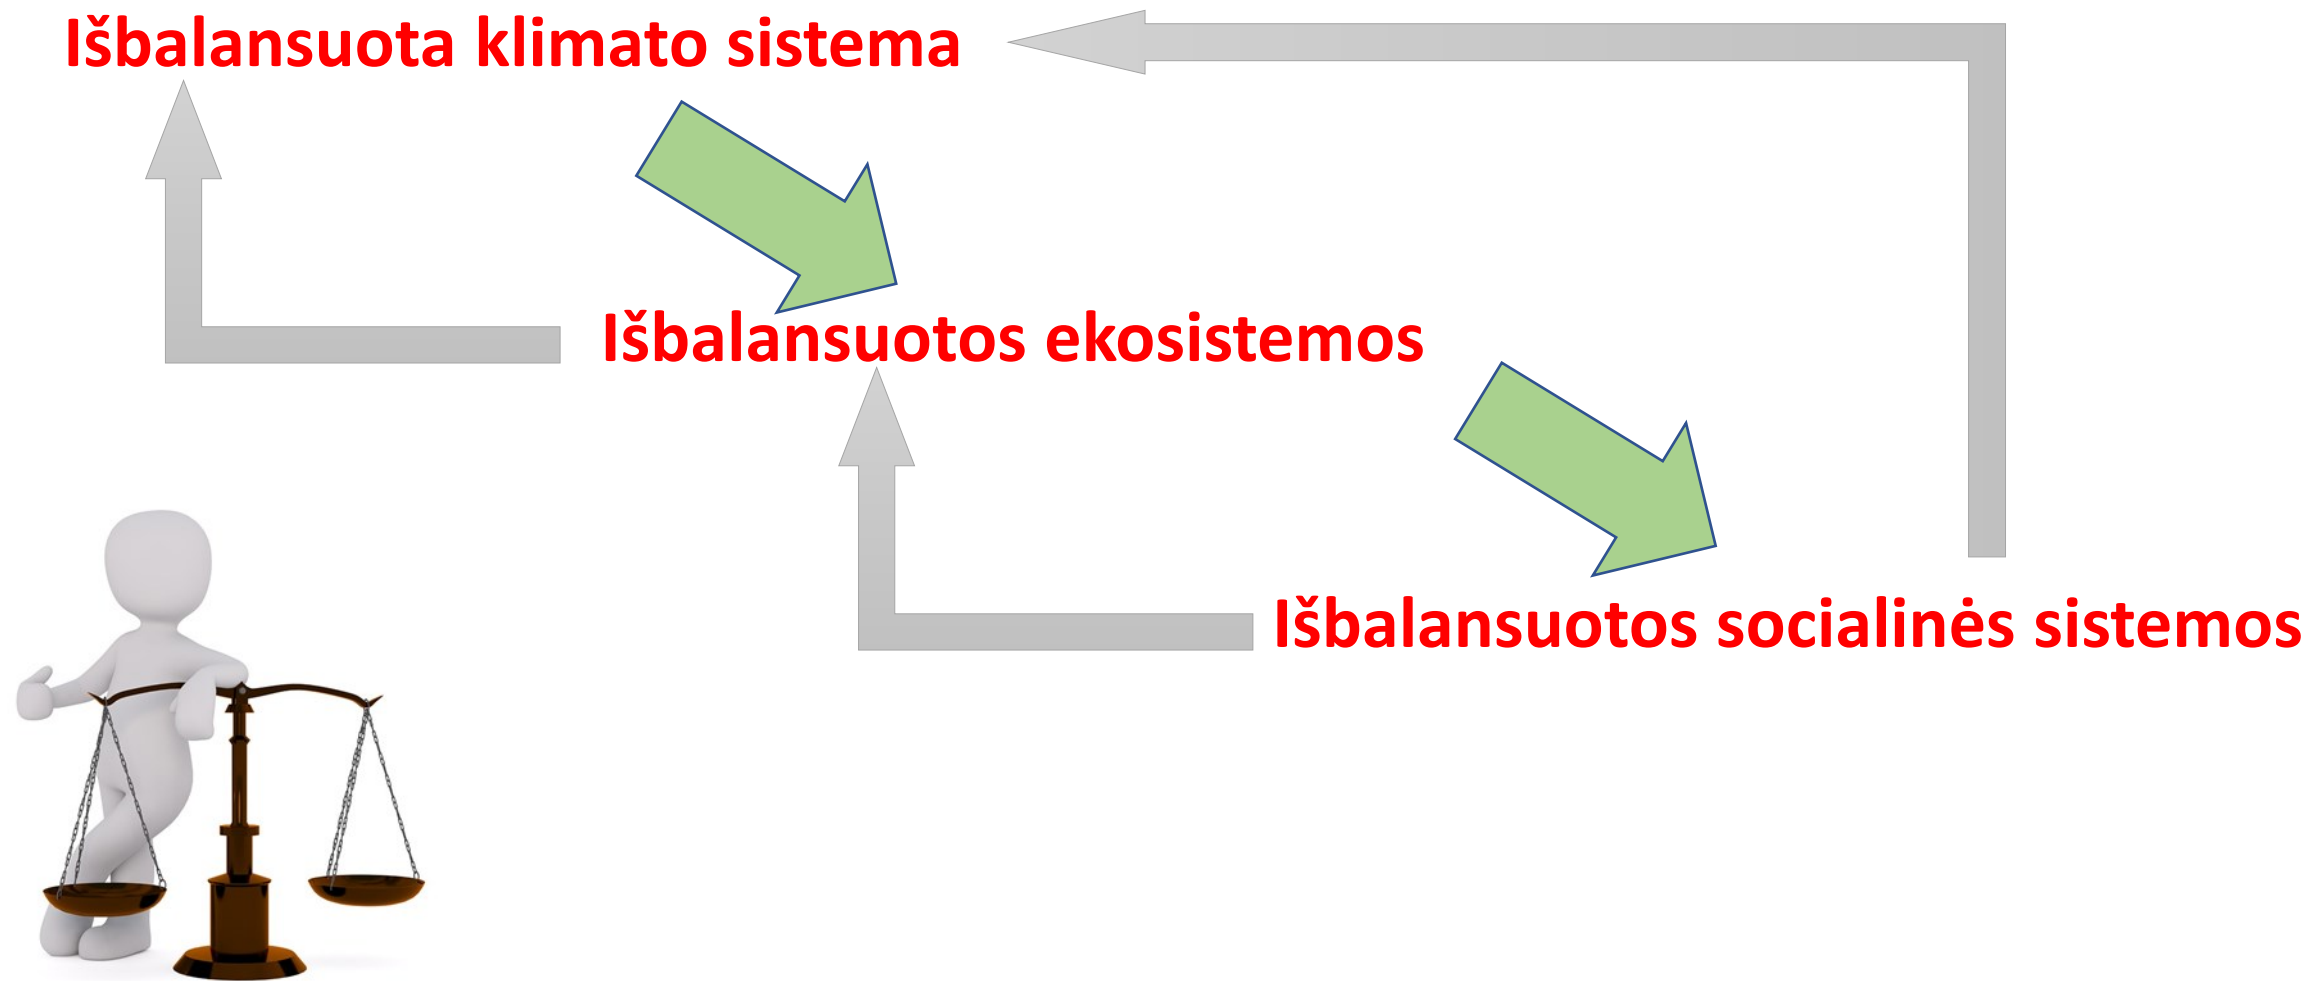 Išbalansuota klimato sistema
Išbalansuotos ekosistemos
Išbalansuotos socialinės sistemos